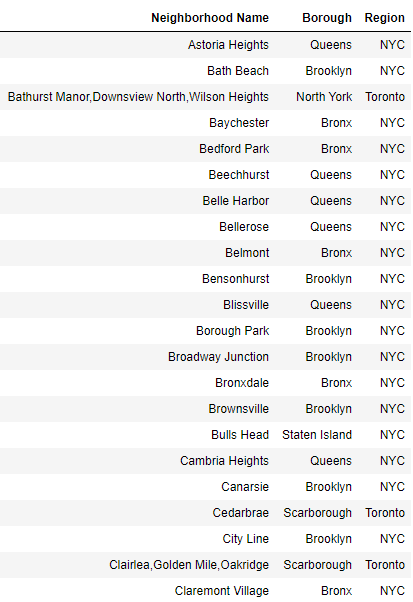 Neighborhood Name Borough Region
Astoria Heights Queens NYC
Bath Beach Brooklyn NYC
Bathurst Manor,Downsview North,Wilson Heights North York Toronto
Baychester Bronx NYC
Bedford Park Bronx NYC
Beechhurst Queens NYC
Belle Harbor Queens NYC
Bellerose Queens NYC
Belmont Bronx NYC
Bensonhurst Brooklyn NYC
Blissville Queens NYC
Borough Park Brooklyn NYC
Broadway Junction Brooklyn NYC
Bronxdale Bronx NYC
Brownsville Brooklyn NYC
Bulls Head Staten Island NYC
Cambria Heights Queens NYC
Canarsie Brooklyn NYC
Cedarbrae Scarborough Toronto
City Line Brooklyn NYC
Clairlea,Golden Mile,Oakridge Scarborough Toronto
Claremont Village Bronx NYC